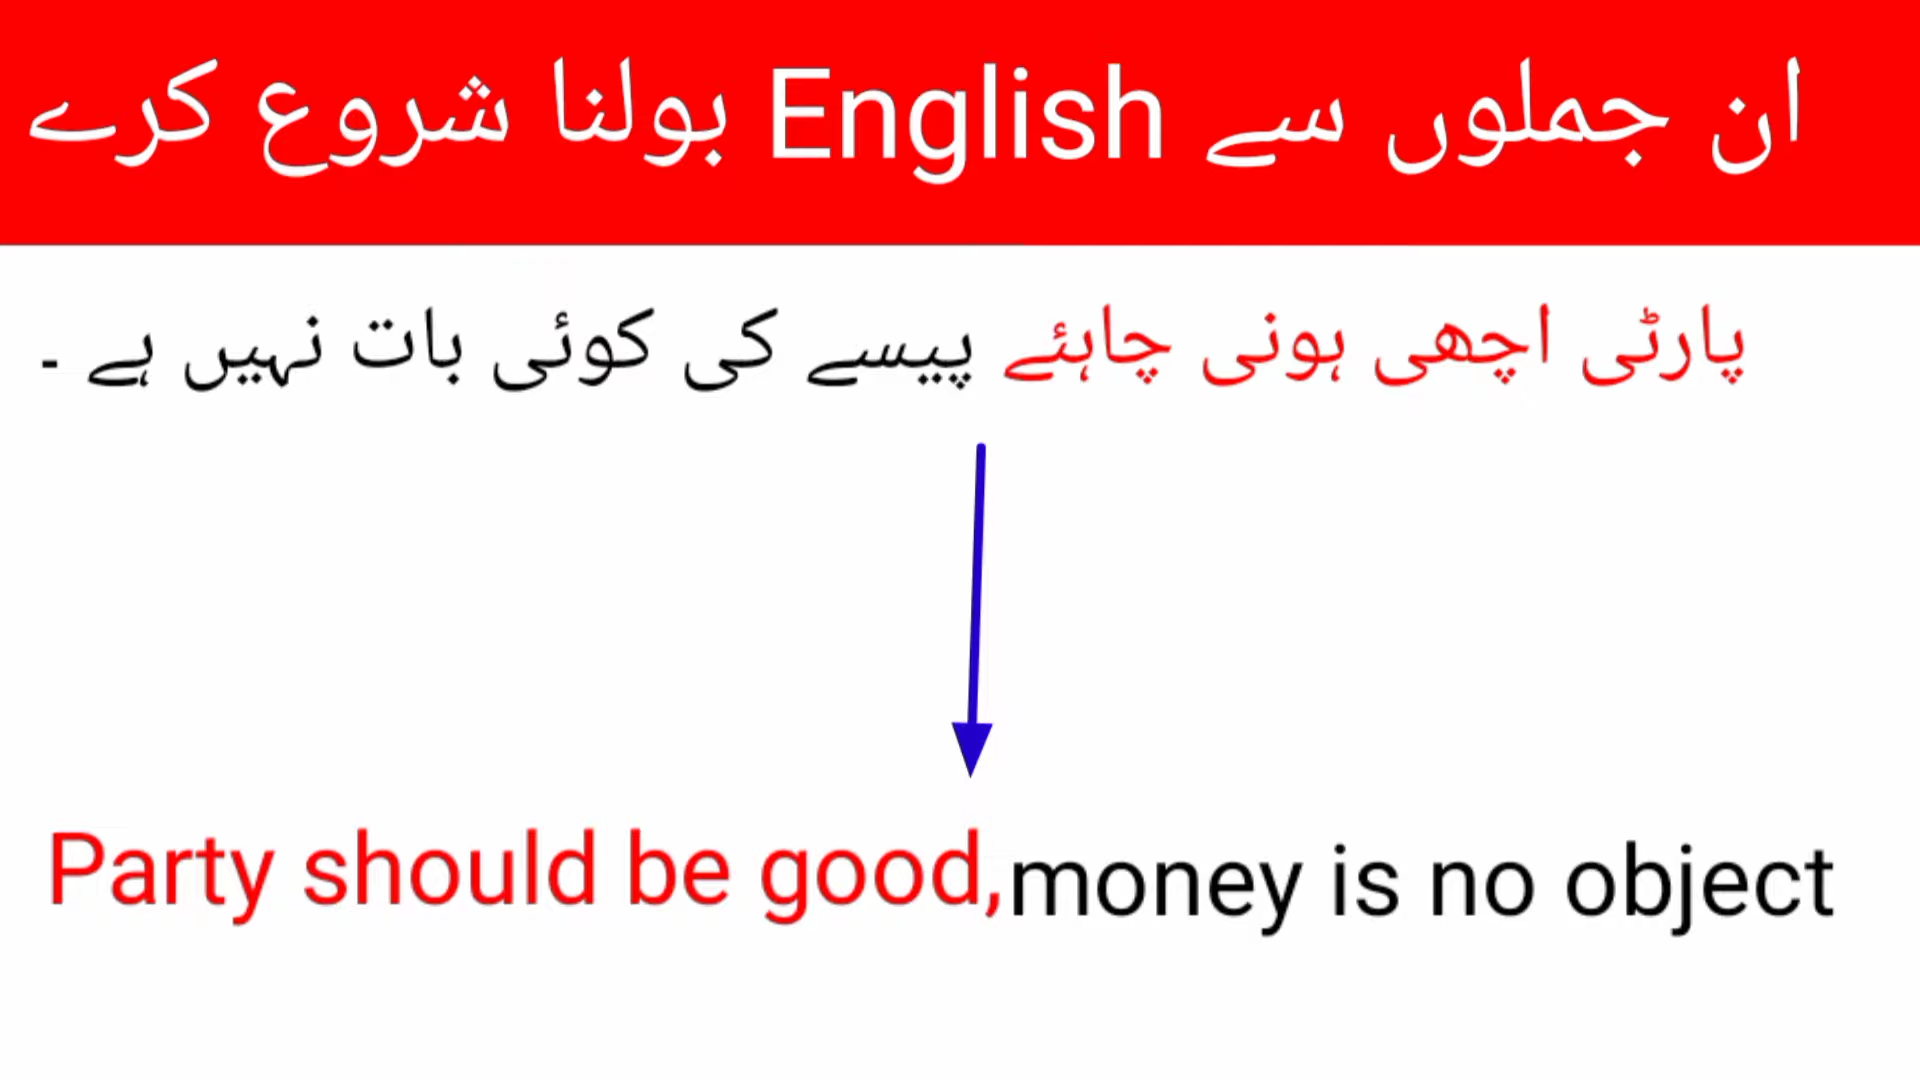 ان جملوں سے English بولنا شروع کرے
پارٹی اچھی ہونی چاہئے پیسے کی کوئی بات نہیں ہے ۔
Party should be good,money is no object